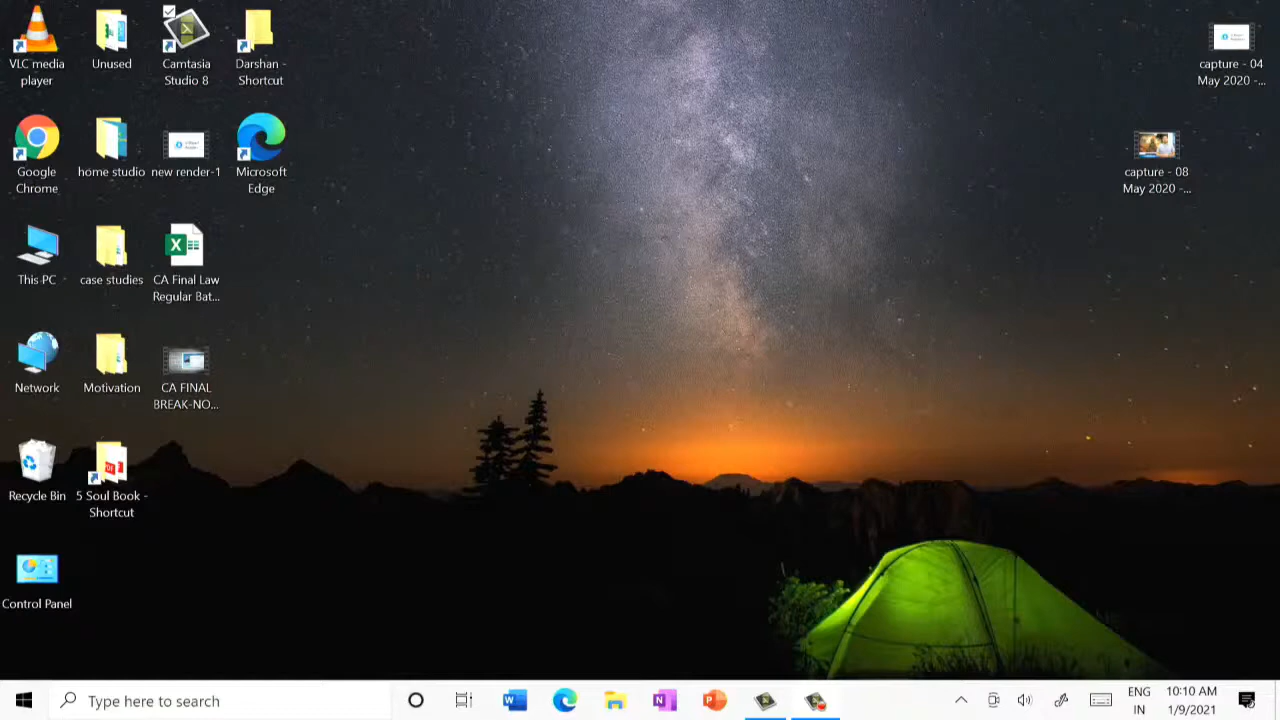 VLC media
player
Unused
Camtasia
Studio 8
Darshan -
Shortcut
Google
Chrome
home studio
new render-1
Microsoft
Edge
This PC
case studies
CA Final Law
Regular Bat...
Network
Motivation
CA FINAL
BREAK-NO...
Recycle Bin
5 Soul Book -
Shortcut
Control Panel
capture - 04
May 2020 -...
capture - 08
May 2020 -...
Type here to search
ENG
IN
10:10 AM
1/9/2021